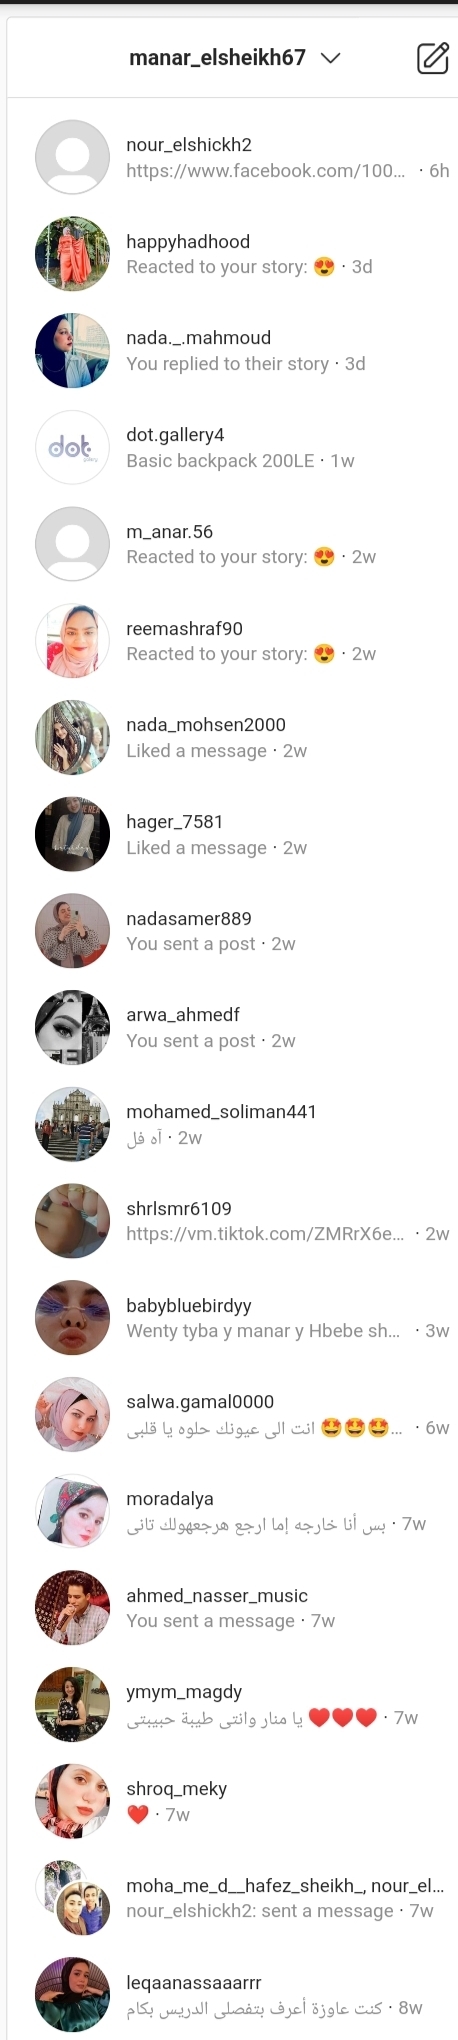 manar_elsheikh67
nour_elshickh2
https://www.facebook.com/100... · 6h
happyhadhood
Reacted to your story: 😍 · 3d
nada._.mahmoud
You replied to their story · 3d
dot.gallery4
dot
Basic backpack 200LE · 1w
m_anar.56
Reacted to your story: 😍 · 2w
reemashraf90
Reacted to your story: 😍 · 2w
nada_mohsen2000
Liked a message · 2w
hager_7581
Liked a message · 2w
nadasamer889
You sent a post · 2w
arwa_ahmedf
You sent a post · 2w
mohamed_soliman441
آه فل · 2w
shrlsmr6109
https://vm.tiktok.com/ZMRrX6e... · 2w
babybluebirdyy
Wenty tyba y manar y Hbebe sh... · 3w
salwa.gamal0000
انت الى عيونك حلوه يا قلبى 🤩🤩🤩... · 6w
moradalya
بس أنا خارجه إما ارجع هرجعهولك تانى · 7w
ahmed_nasser_music
You sent a message · 7w
ymym_magdy
يا منار وانتى طيبة حبيبتى ❤️❤️❤️ · 7w
shroq_meky
❤️ · 7w
moha_me_d__hafez_sheikh_, nour_el...
nour_elshickh2: sent a message · 7w
leqaanassaaarrr
كنت عاوزة أعرف بتفصلى الدريس بكام · 8w